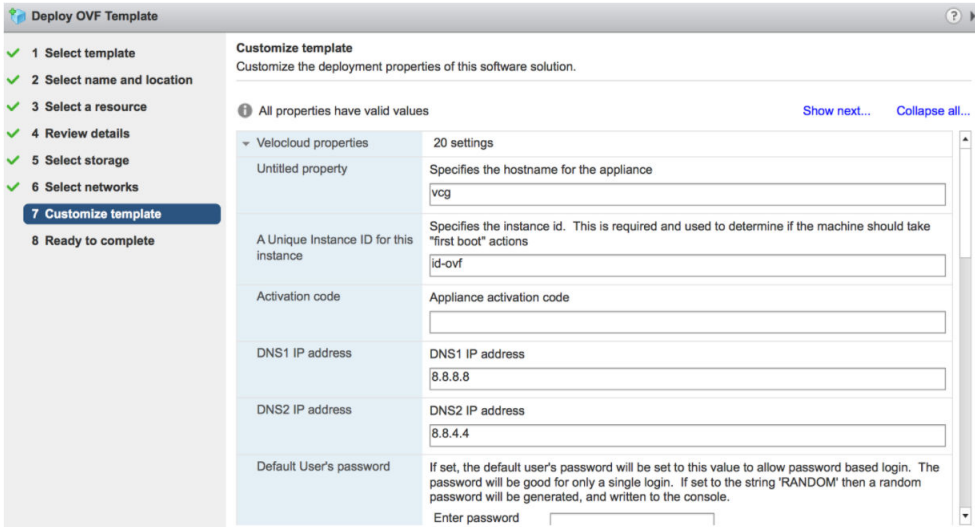 Deploy OVF Template
?
1 Select template
2 Select name and location
3 Select a resource
4 Review details
5 Select storage
6 Select networks
7 Customize template
8 Ready to complete
Customize template
Customize the deployment properties of this software solution.
All properties have valid values
Show next...
Collapse all...
Velocloud properties
20 settings
Untitled property
Specifies the hostname for the appliance
vcg
A Unique Instance ID for this
instance
Specifies the instance id. This is required and used to determine if the machine should take
"first boot" actions
id-ovf
Activation code
Appliance activation code
DNS1 IP address
DNS1 IP address
8.8.8.8
DNS2 IP address
DNS2 IP address
8.8.4.4
Default User's password
If set, the default user's password will be set to this value to allow password based login. The
password will be good for only a single login. If set to the string 'RANDOM' then a random
password will be generated, and written to the console.
Enter password